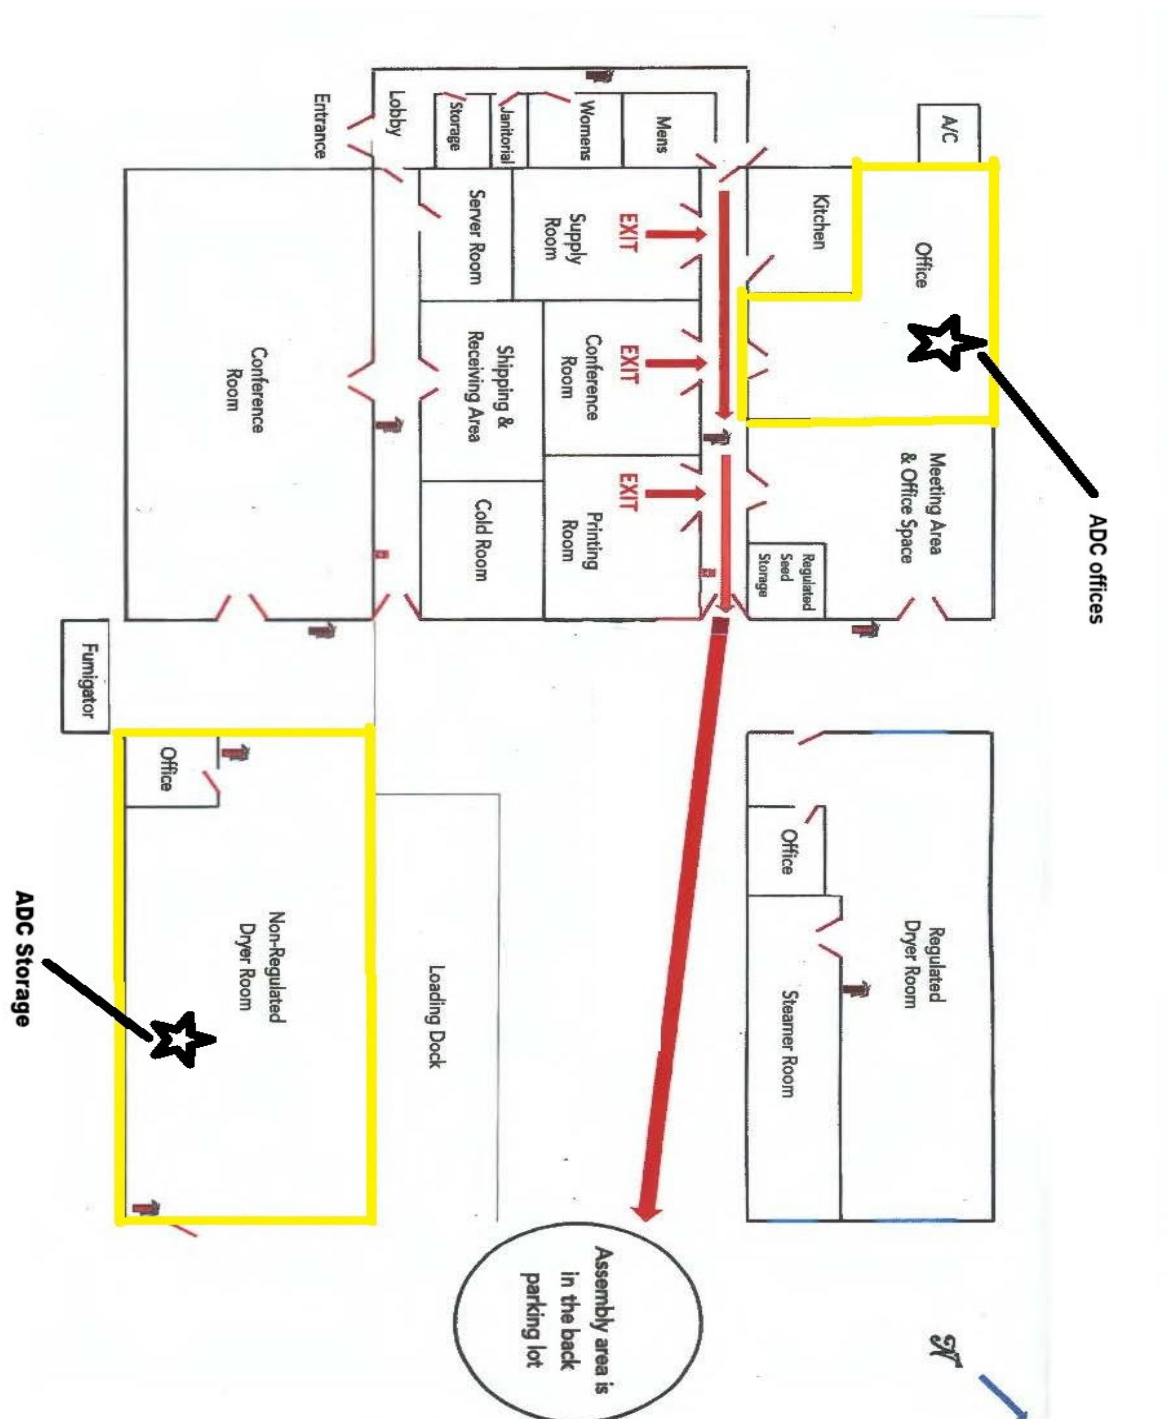 Entrance
Lobby
Storage
Janitorial
Womens
Mens
A/C
Kitchen
Office
Server Room
Supply
Room
EXIT
Conference
Room
Shipping &
Receiving Area
Conference
Room
EXIT
Meeting Area
& Office Space
ADC offices
Cold Room
Printing
Room
EXIT
Regulated
Seed
Storage
Fumigator
Office
Non-Regulated
Dryer Room
ADC Storage
Loading Dock
Office
Regulated
Dryer Room
Steamer Room
Assembly area is
in the back
parking lot
N